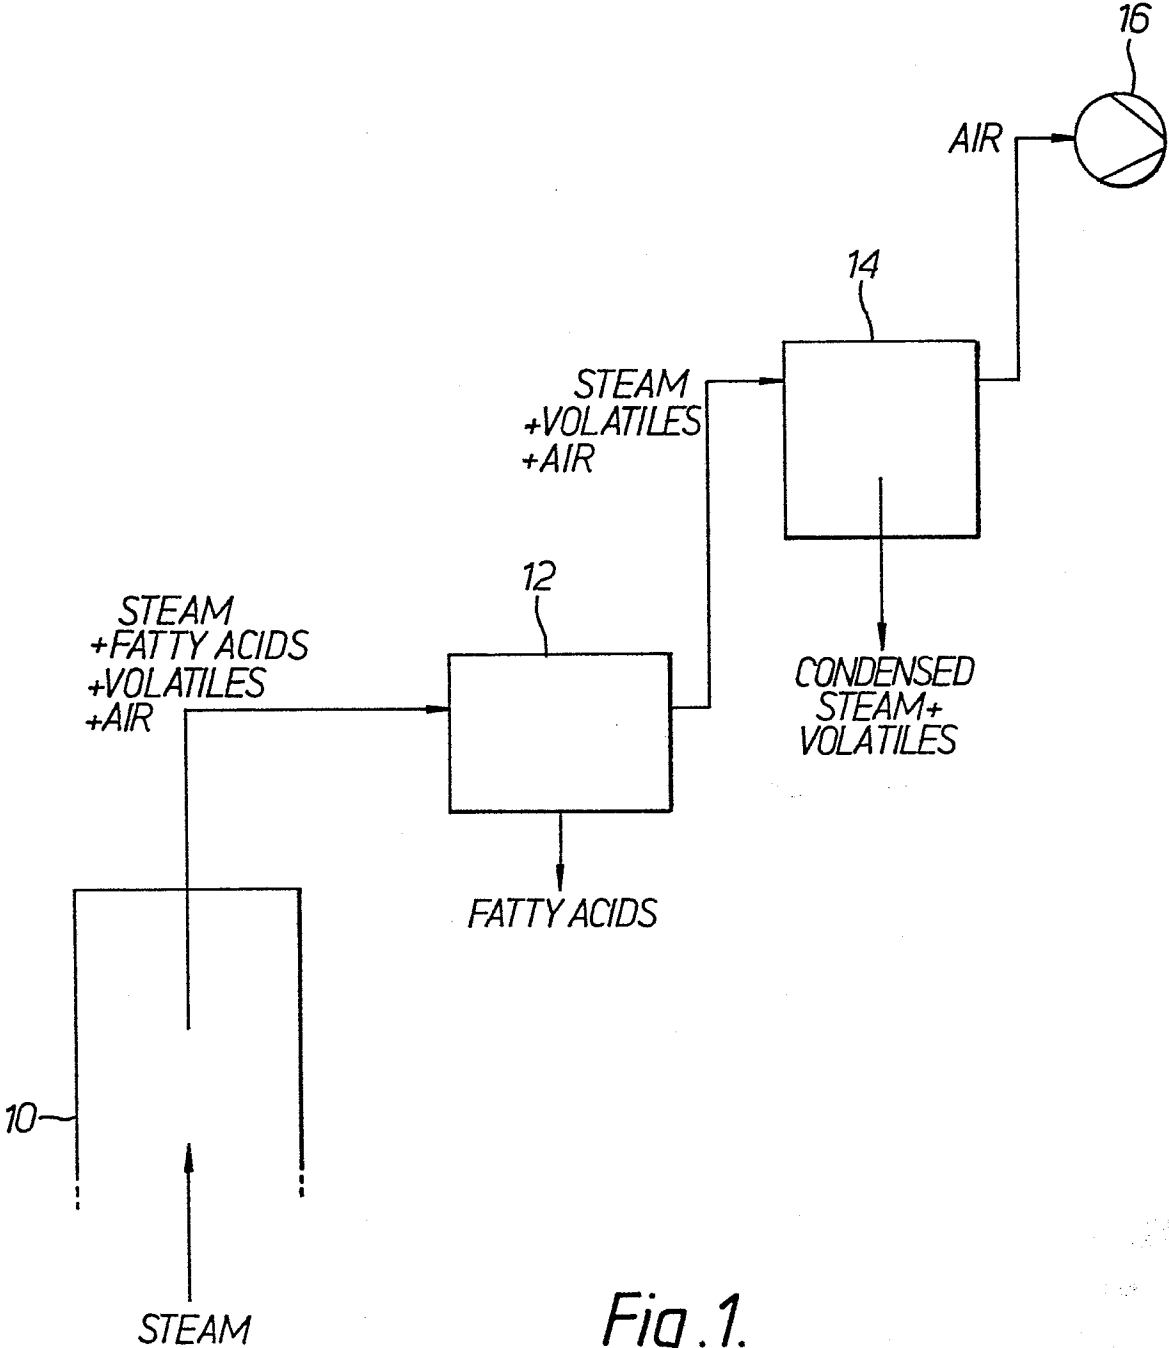 16
AIR
14
STEAM
+VOLATILES
+AIR
12
STEAM
+FATTY ACIDS
+VOLATILES
+AIR
CONDENSED
STEAM+
VOLATILES
FATTY ACIDS
10
STEAM
Fig.1.